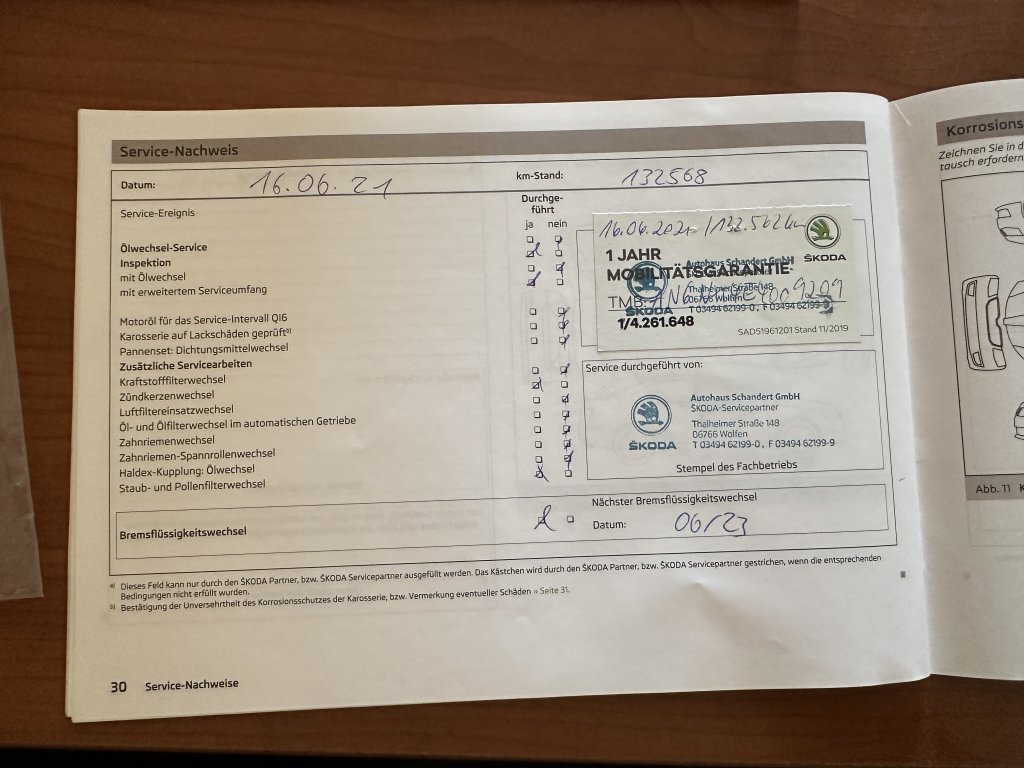 Service-Nachweis
Datum: 16.06.21 km-Stand: 132568
Service-Ereignis
Durchge-
führt
ja nein
Ölwechsel-Service
Inspektion
mit Ölwechsel
mit erweitertem Serviceumfang
Motoröl für das Service-Intervall QI6
Karosserie auf Lackschäden geprüft b)
Pannenset: Dichtungsmittelwechsel
Zusätzliche Servicearbeiten
Kraftstofffilterwechsel
Zündkerzenwechsel
Luftfiltereinsatzwechsel
Öl- und Ölfilterwechsel im automatischen Getriebe
Zahnriemenwechsel
Zahnriemen-Spannrollenwechsel
Haldex-Kupplung: Ölwechsel
Staub- und Pollenfilterwechsel
16.06.2021 /132.562km
ŠKODA
1 JAHR
MOBILITÄTSGARANTIE
Autohaus Schandert GmbH
Thalheimer Straße 148
06766 Wolfen
T 03494 62199-0, F 03494 62199-9
ŠKODA
TMB
1/4.261.648
SAD51961201 Stand 11/2019
Service durchgeführt von:
Autohaus Schandert GmbH
ŠKODA-Servicepartner
Thalheimer Straße 148
06766 Wolfen
T 03494 62199-0, F 03494 62199-9
ŠKODA
Stempel des Fachbetriebs
Bremsflüssigkeitswechsel
Nächster Bremsflüssigkeitswechsel
Datum: 06/23
a) Dieses Feld kann nur durch den ŠKODA Partner, bzw. ŠKODA Servicepartner ausgefüllt werden. Das Kästchen wird durch den ŠKODA Partner, bzw. ŠKODA Servicepartner gestrichen, wenn die entsprechenden
Bedingungen nicht erfüllt wurden.
b) Bestätigung der Unversehrtheit des Korrosionsschutzes der Karosserie, bzw. Vermerkung eventueller Schäden » Seite 31.
30 Service-Nachweise
Korrosions
Zeichnen Sie in d
tausch erfordern
Abb. 11 K